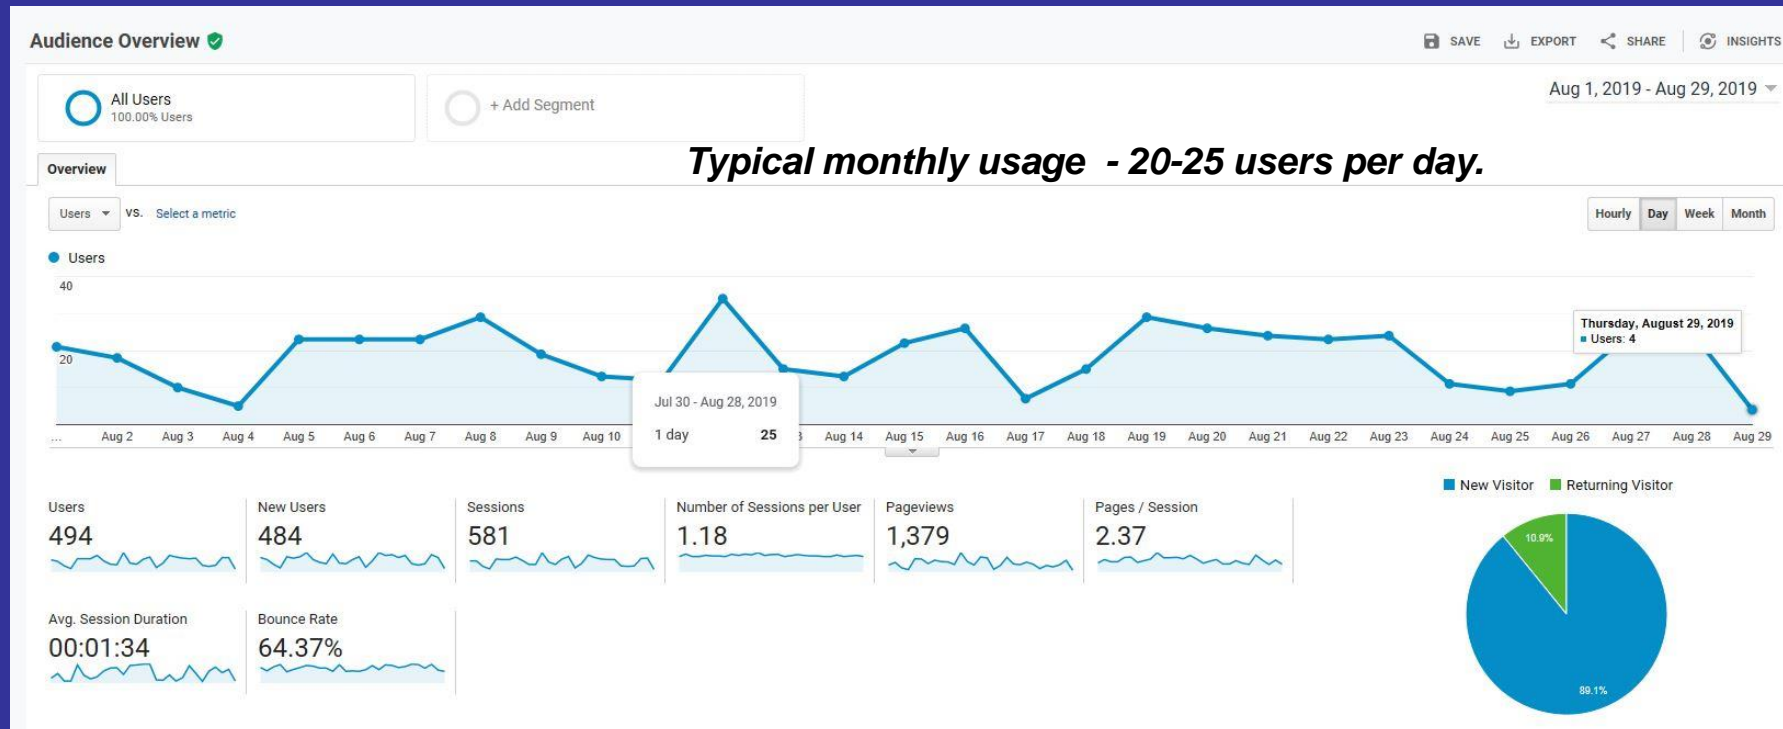 Audience Overview
SAVE EXPORT SHARE INSIGHTS
All Users
100.00% Users
+ Add Segment
Aug 1, 2019 - Aug 29, 2019
Typical monthly usage - 20-25 users per day.
Overview
Users VS. Select a metric
Hourly Day Week Month
Users
40
20
Thursday, August 29, 2019
Users: 4
Jul 30 - Aug 28, 2019
1 day 25
... Aug 2 Aug 3 Aug 4 Aug 5 Aug 6 Aug 7 Aug 8 Aug 9 Aug 10 3 Aug 14 Aug 15 Aug 16 Aug 17 Aug 18 Aug 19 Aug 20 Aug 21 Aug 22 Aug 23 Aug 24 Aug 25 Aug 26 Aug 27 Aug 28 Aug 29
New Visitor Returning Visitor
Users New Users Sessions Number of Sessions per User Pageviews Pages / Session
494 484 581 1.18 1,379 2.37
10.9%
Avg. Session Duration Bounce Rate
00:01:34 64.37%
89.1%